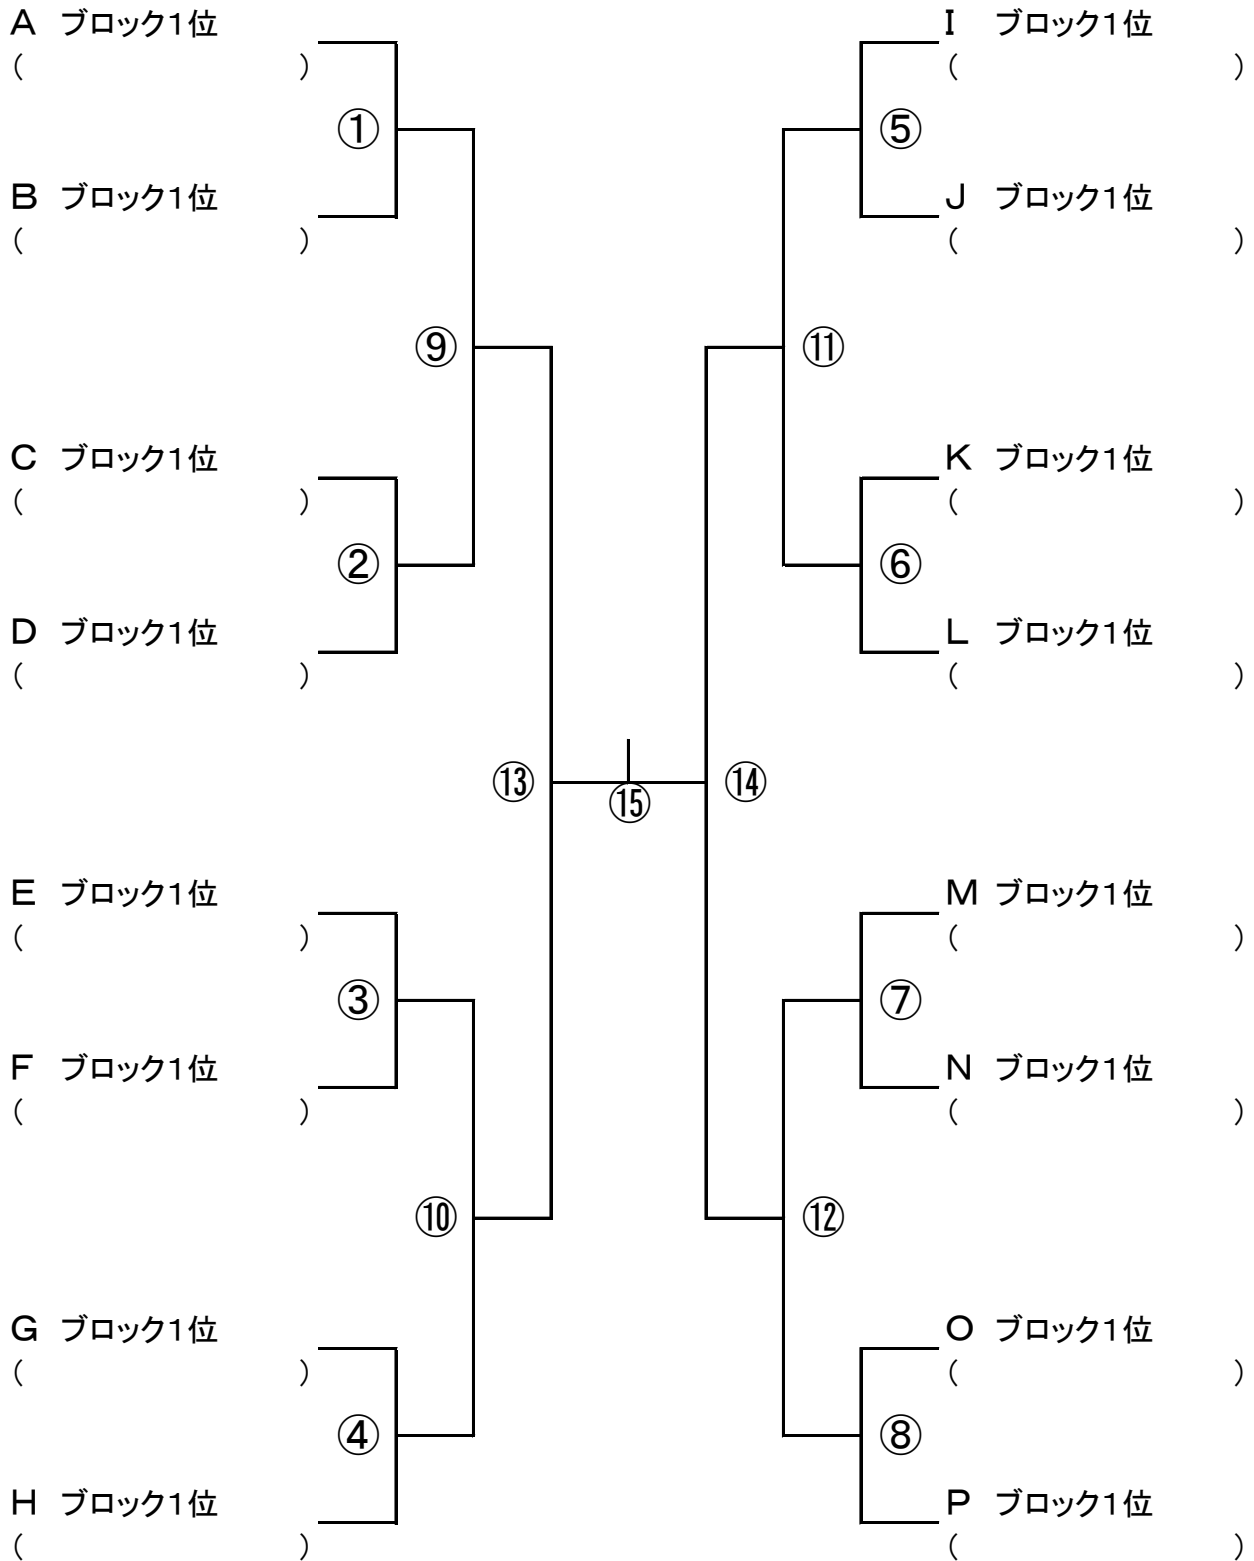 A ブロック1位
( )
①
B ブロック1位
( )
⑨
C ブロック1位
( )
②
D ブロック1位
( )
⑬
E ブロック1位
( )
③
F ブロック1位
( )
⑩
G ブロック1位
( )
④
H ブロック1位
( )
⑮
I ブロック1位
( )
⑤
J ブロック1位
( )
⑪
K ブロック1位
( )
⑥
L ブロック1位
( )
⑭
M ブロック1位
( )
⑦
N ブロック1位
( )
⑫
O ブロック1位
( )
⑧
P ブロック1位
( )